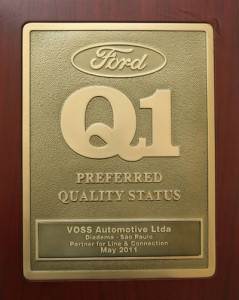 Ford
Q1
PREFERRED
QUALITY STATUS
VOSS Automotive Ltda
Diadema - São Paulo
Partner for Line & Connection
May 2011